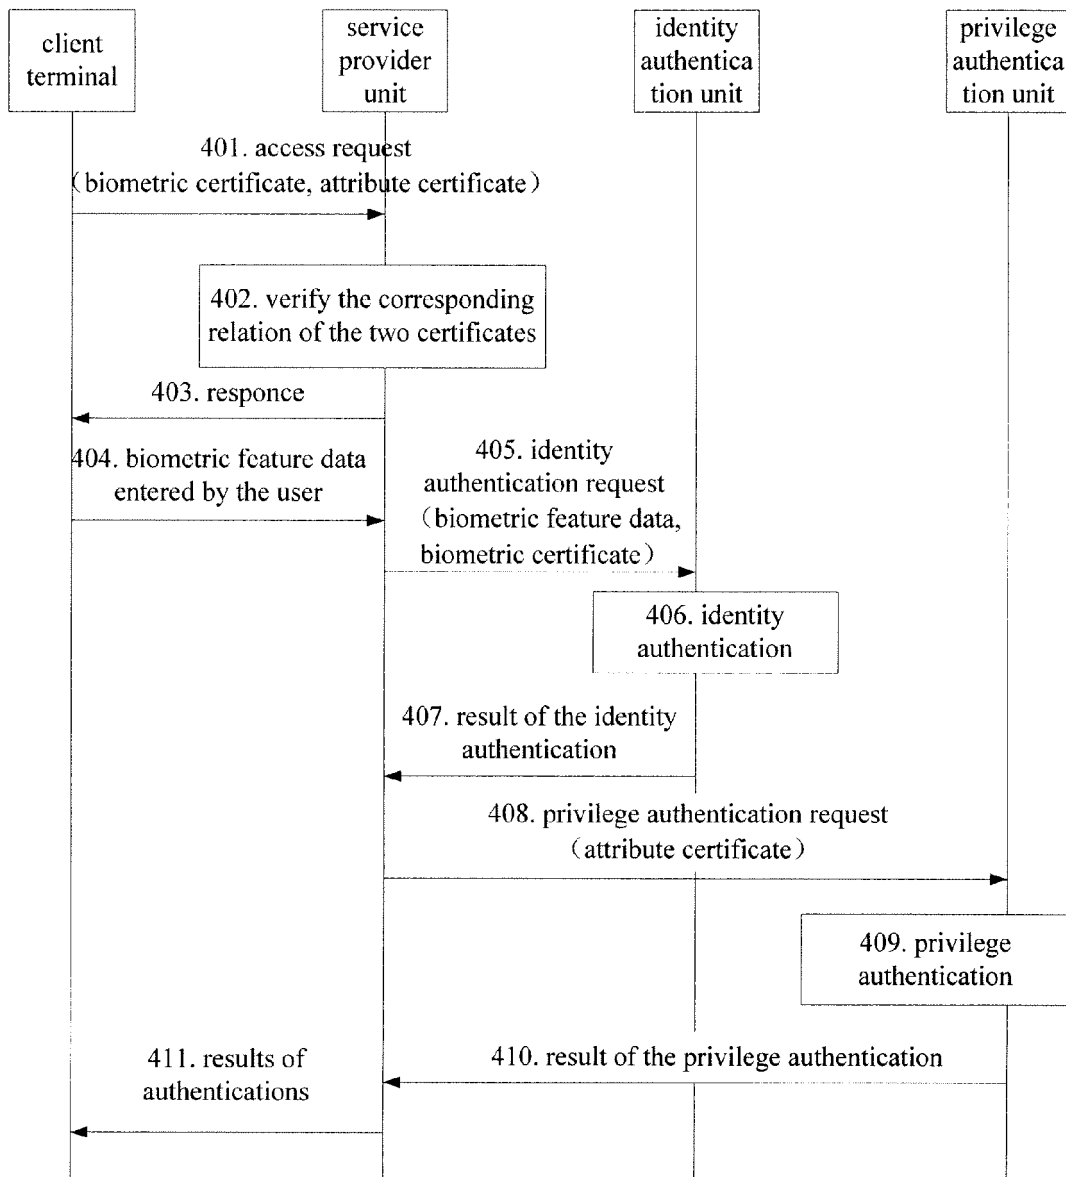 client
terminal
service
provider
unit
identity
authentica
tion unit
privilege
authentica
tion unit
401. access request
(biometric certificate, attribute certificate)
402. verify the corresponding
relation of the two certificates
403. responce
404. biometric feature data
entered by the user
405. identity
authentication request
(biometric feature data,
biometric certificate)
406. identity
authentication
407. result of the identity
authentication
408. privilege authentication request
(attribute certificate)
409. privilege
authentication
410. result of the privilege authentication
411. results of
authentications